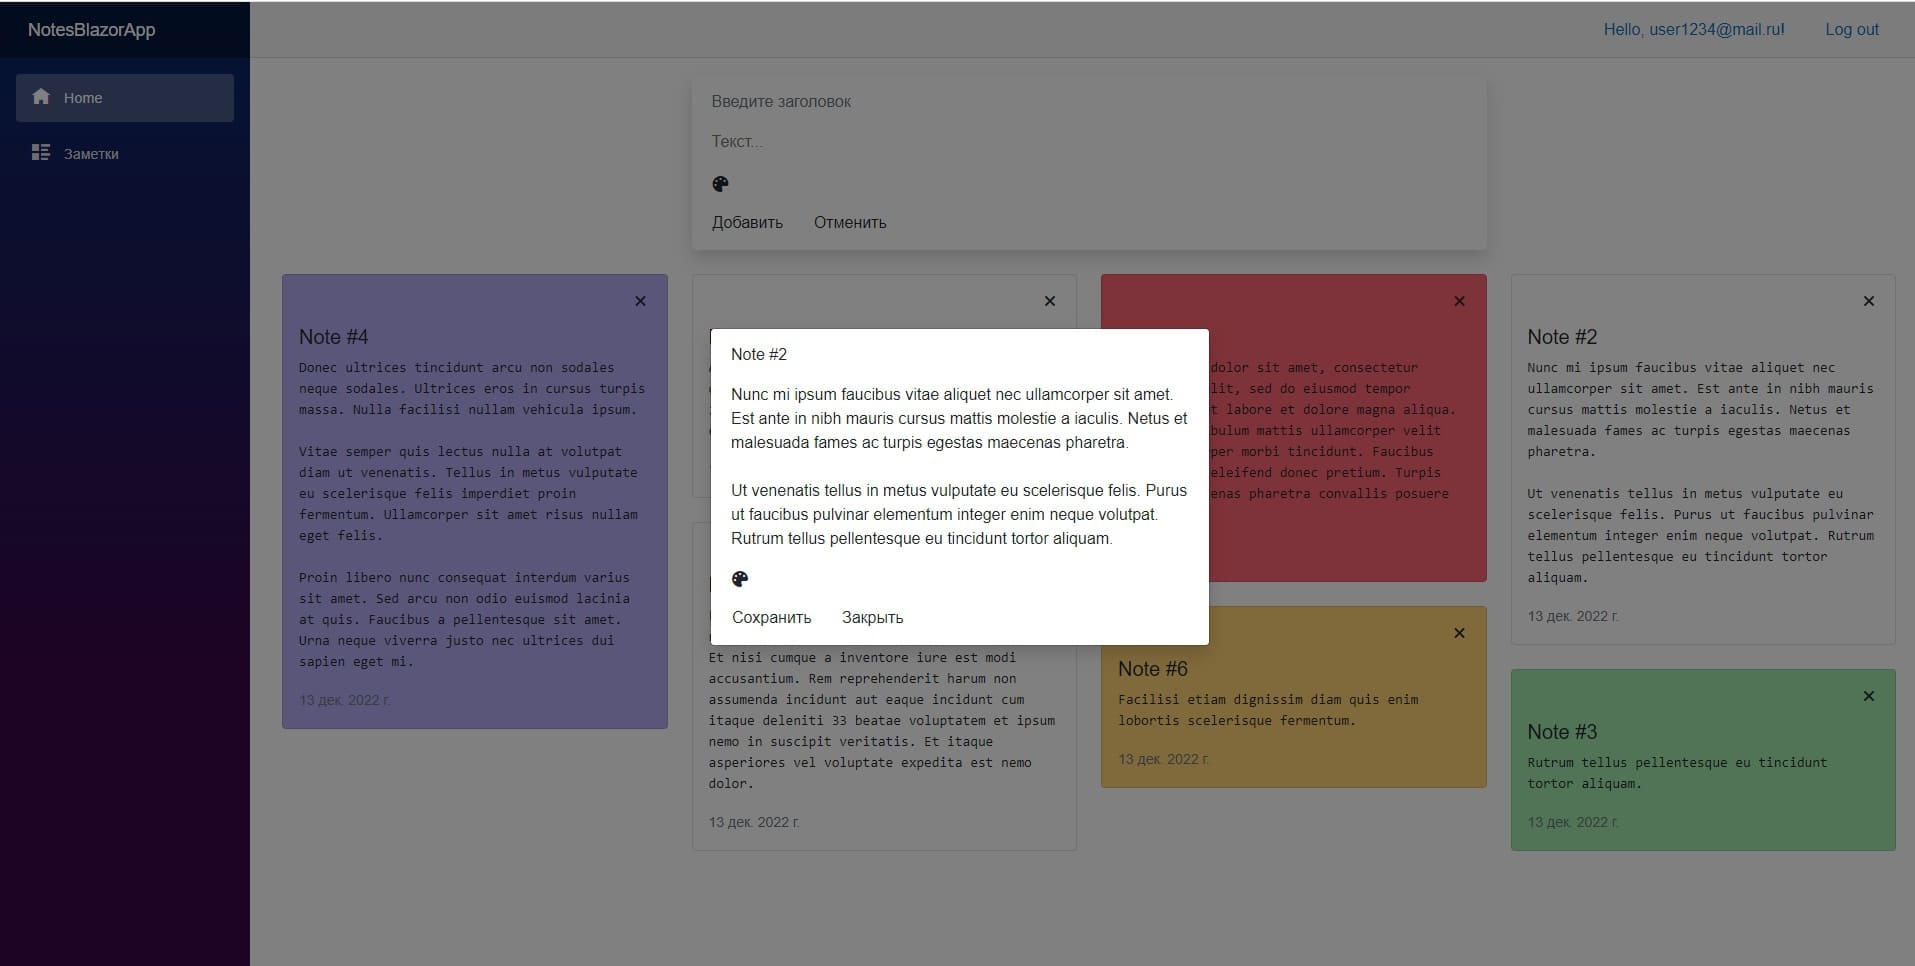 NotesBlazorApp
Hello, user1234@mail.ru!
Log out
Home
Заметки
Введите заголовок
Текст...
Добавить
Отменить
Note #4
Donec ultrices tincidunt arcu non sodales
neque sodales. Ultrices eros in cursus turpis
massa. Nulla facilisi nullam vehicula ipsum.
Vitae semper quis lectus nulla at volutpat
diam ut venenatis. Tellus in metus vulputate
eu scelerisque felis imperdiet proin
fermentum. Ullamcorper sit amet risus nullam
eget felis.
Proin libero nunc consequat interdum varius
sit amet. Sed arcu non odio euismod lacinia
at quis. Faucibus a pellentesque sit amet.
Urna neque viverra justo nec ultrices dui
sapien eget mi.
13 дек. 2022 г.
Note #2
Nunc mi ipsum faucibus vitae aliquet nec ullamcorper sit amet.
Est ante in nibh mauris cursus mattis molestie a iaculis. Netus et
malesuada fames ac turpis egestas maecenas pharetra.
Ut venenatis tellus in metus vulputate eu scelerisque felis. Purus
ut faucibus pulvinar elementum integer enim neque volutpat.
Rutrum tellus pellentesque eu tincidunt tortor aliquam.
Сохранить
Закрыть
Et nisi cumque a inventore iure est modi
accusantium. Rem reprehenderit harum non
assumenda incidunt aut eaque incidunt cum
itaque deleniti 33 beatae voluptatem et ipsum
nemo in suscipit veritatis. Et itaque
asperiores vel voluptate expedita est nemo
dolor.
13 дек. 2022 г.
dolor sit amet, consectetur
sed do eiusmod tempor
labore et dolore magna aliqua.
mattis ullamcorper velit
morbi tincidunt. Faucibus
eleifend donec pretium. Turpis
pharetra convallis posuere
Note #6
Facilisi etiam dignissim diam quis enim
lobortis scelerisque fermentum.
13 дек. 2022 г.
Note #2
Nunc mi ipsum faucibus vitae aliquet nec
ullamcorper sit amet. Est ante in nibh mauris
cursus mattis molestie a iaculis. Netus et
malesuada fames ac turpis egestas maecenas
pharetra.
Ut venenatis tellus in metus vulputate eu
scelerisque felis. Purus ut faucibus pulvinar
elementum integer enim neque volutpat. Rutrum
tellus pellentesque eu tincidunt tortor
aliquam.
13 дек. 2022 г.
Note #3
Rutrum tellus pellentesque eu tincidunt
tortor aliquam.
13 дек. 2022 г.